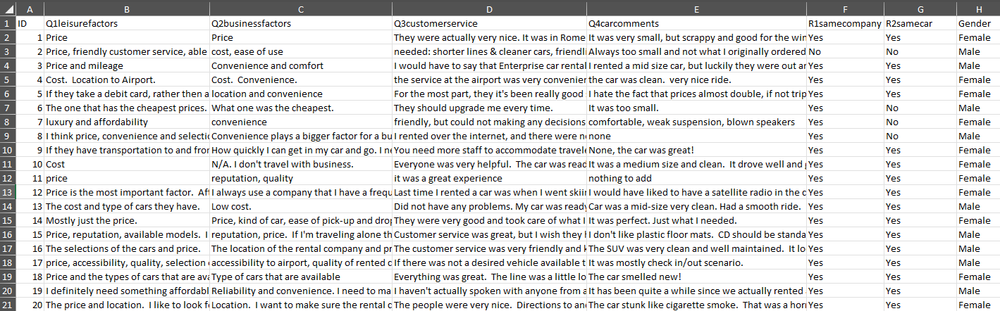 A B C D E F G H
1 ID Q1leisurefactors Q2businessfactors Q3customerservice Q4carcomments R1samecompany R2samecar Gender
2 1 Price Price They were actually very nice. It was in Rome It was very small, but scrappy and good for the win Yes Yes Female
3 2 Price, friendly customer service, able cost, ease of use needed: shorter lines & cleaner cars, friendli Always too small and not what I originally ordered No No Male
4 3 Price and mileage Convenience and comfort I would have to say that Enterprise car rental I rented a mid size car, but luckily they were out an Yes Yes Male
5 4 Cost. Location to Airport. Cost. Convenience. the service at the airport was very convenien the car was clean. very nice ride. Yes Yes Female
6 5 If they take a debit card, rather then a location and convenience For the most part, they it's been really good I hate the fact that prices almost double, if not trip Yes Yes Female
7 6 The one that has the cheapest prices. What one was the cheapest. They should upgrade me every time. It was too small. Yes No Male
8 7 luxury and affordability convenience friendly, but could not making any decisions comfortable, weak suspension, blown speakers Yes No Female
9 8 I think price, convenience and selectio Convenience plays a bigger factor for a bu I rented over the internet, and there were no none Yes No Male
10 9 If they have transportation to and from How quickly I can get in my car and go. I ne You need more staff to accommodate travele None, the car was great! Yes Yes Female
11 10 Cost N/A. I don't travel with business. Everyone was very helpful. The car was read It was a medium size and clean. It drove well and g Yes Yes Female
12 11 price reputation, quality it was a great experience nothing to add Yes Yes Female
13 12 Price is the most important factor. Aft I always use a company that I have a frequ Last time I rented a car was when I went skiin I would have liked to have a satellite radio in the c Yes Yes Female
14 13 The cost and type of cars they have. Low cost. Did not have any problems. My car was ready Car was a mid-size very clean. Had a smooth ride. Yes Yes Male
15 14 Mostly just the price. Price, kind of car, ease of pick-up and drop They were very good and took care of what I It was perfect. Just what I needed. Yes Yes Female
16 15 Price, reputation, available models. I reputation, price. If I'm traveling alone th Customer service was great, but I wish they h I don't like plastic floor mats. CD should be standa Yes Yes Male
17 16 The selections of the cars and price. The location of the rental company and pr The customer service was very friendly and k The SUV was very clean and well maintained. It lo Yes Yes Male
18 17 price, accessibility, quality, selection accessibility to airport, quality of rented c If there was not a desired vehicle available t It was mostly check in/out scenario. Yes Yes Male
19 18 Price and the types of cars that are ava Type of cars that are available Everything was great. The line was a little lo The car smelled new! Yes Yes Female
20 19 I definitely need something affordabl Reliability and convenience. I need to ma I haven't actually spoken with anyone from a It has been quite a while since we actually rented Yes Yes Male
21 20 The price and location. I like to look f Location. I want to make sure the rental c The people were very nice. Directions to an The car stunk like cigarette smoke. That was a hor Yes Yes Female